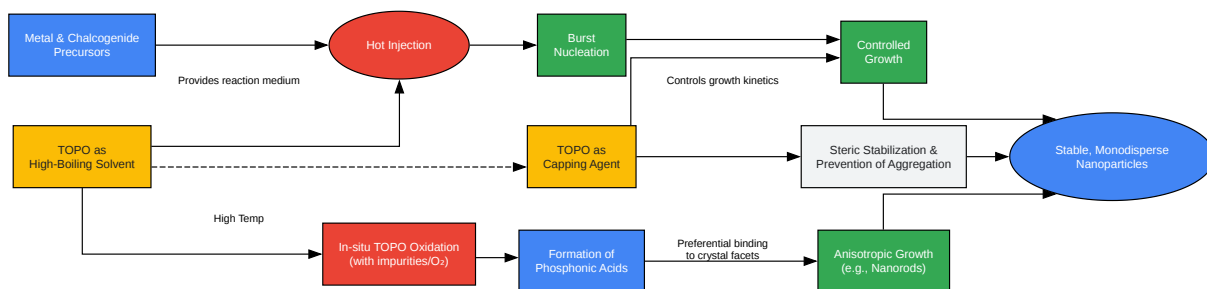 Metal & Chalcogenide
Precursors
Hot Injection
Burst
Nucleation
Controlled
Growth
Provides reaction medium
Controls growth kinetics
TOPO as
High-Boiling Solvent
TOPO as
Capping Agent
Steric Stabilization &
Prevention of Aggregation
Stable, Monodisperse
Nanoparticles
High Temp
In-situ TOPO Oxidation
(with impurities/O₂)
Formation of
Phosphonic Acids
Preferential binding
to crystal facets
Anisotropic Growth
(e.g., Nanorods)